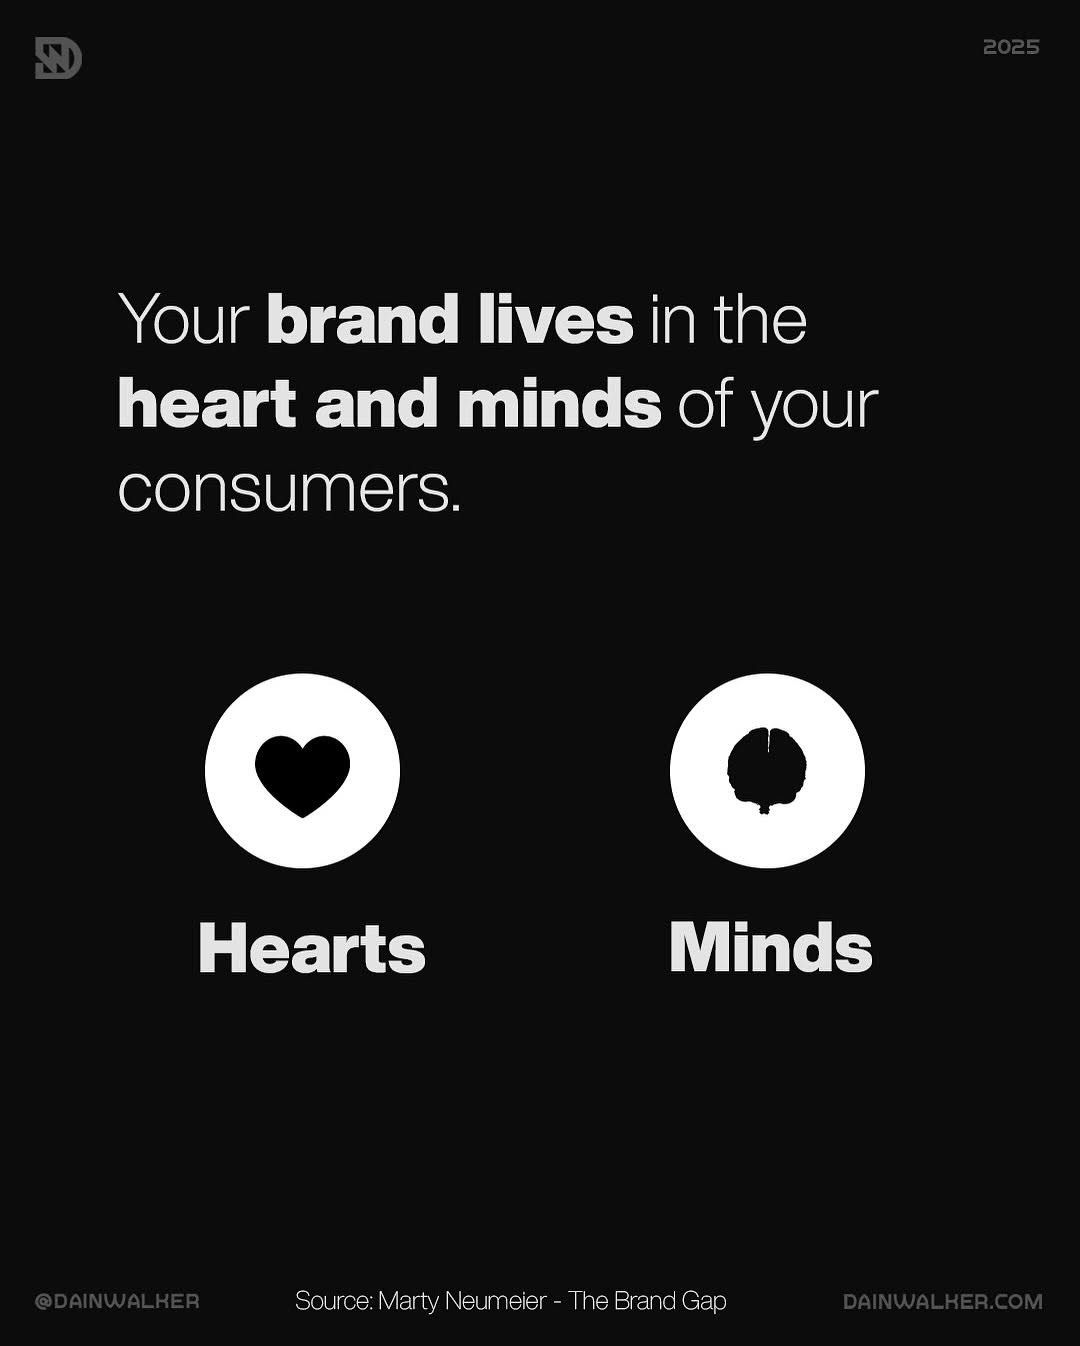 2025
Your brand lives in the
heart and minds of your
consumers.
Hearts
Minds
@DAINWALKER
Source: Marty Neumeier - The Brand Gap
DAINWALKER.COM